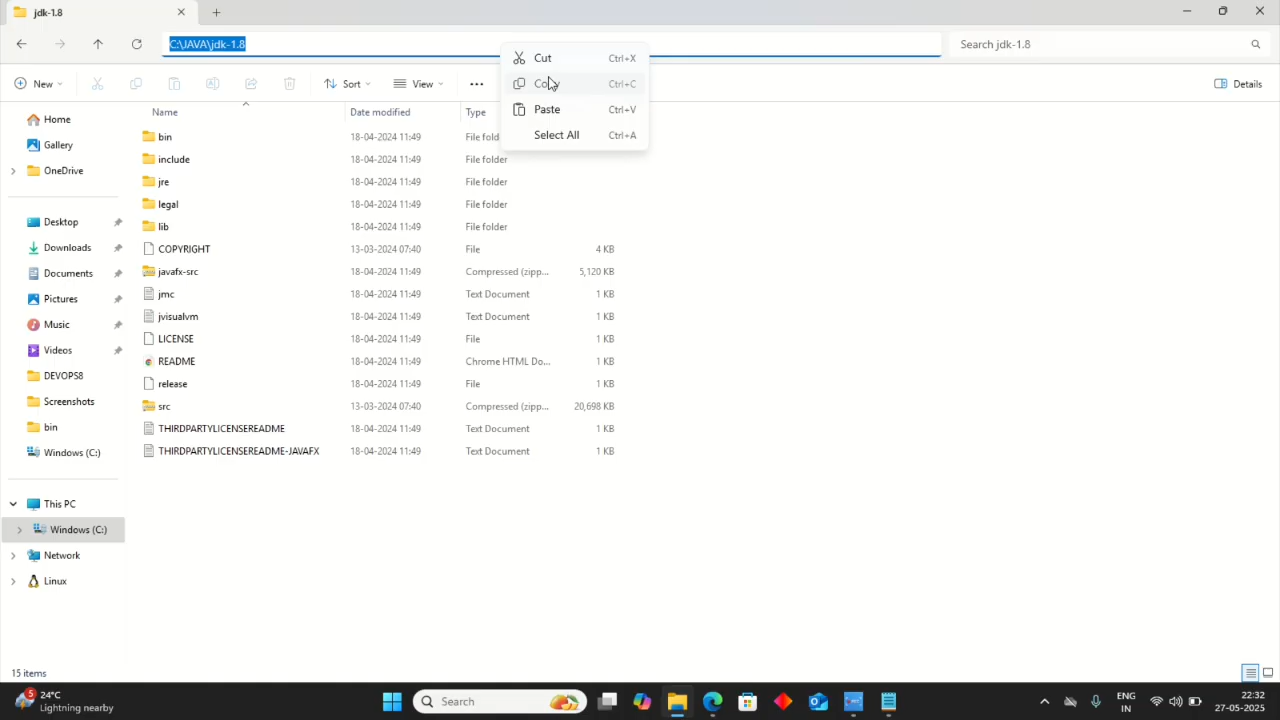 jdk-1.8
C:\JAVA\jdk-1.8
Search jdk-1.8
Cut Ctrl+X
Copy Ctrl+C
Paste Ctrl+V
Select All Ctrl+A
New
Sort
View
Details
Name Date modified Type
Home
Gallery
OneDrive
Desktop
Downloads
Documents
Pictures
Music
Videos
DEVOPS8
Screenshots
bin
Windows (C:)
This PC
Windows (C:)
Network
Linux
bin 18-04-2024 11:49 File
include 18-04-2024 11:49 File folder
jre 18-04-2024 11:49 File folder
legal 18-04-2024 11:49 File folder
lib 18-04-2024 11:49 File folder
COPYRIGHT 13-03-2024 07:40 File 4 KB
javafx-src 18-04-2024 11:49 Compressed (zipp... 5,120 KB
jmc 18-04-2024 11:49 Text Document 1 KB
jvisualvm 18-04-2024 11:49 Text Document 1 KB
LICENSE 18-04-2024 11:49 File 1 KB
README 18-04-2024 11:49 Chrome HTML Do... 1 KB
release 18-04-2024 11:49 File 1 KB
src 13-03-2024 07:40 Compressed (zipp... 20,698 KB
THIRDPARTYLICENSEREADME 18-04-2024 11:49 Text Document 1 KB
THIRDPARTYLICENSEREADME-JAVAFX 18-04-2024 11:49 Text Document 1 KB
15 items
5
24°C
Lightning nearby
Search
ENG
IN
22:32
27-05-2025